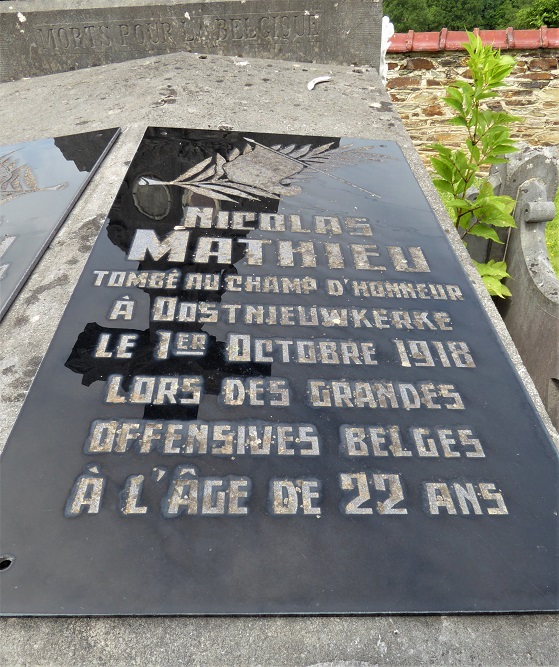 MORTS POUR LA BELGIQUE
NICOLAS
MATHIEU
TOMBÉ AU CHAMP D'HONNEUR
À OOSTNIEUWKERKE
LE 1ER OCTOBRE 1918
LORS DES GRANDES
OFFENSIVES BELGES
À L'ÂGE DE 22 ANS